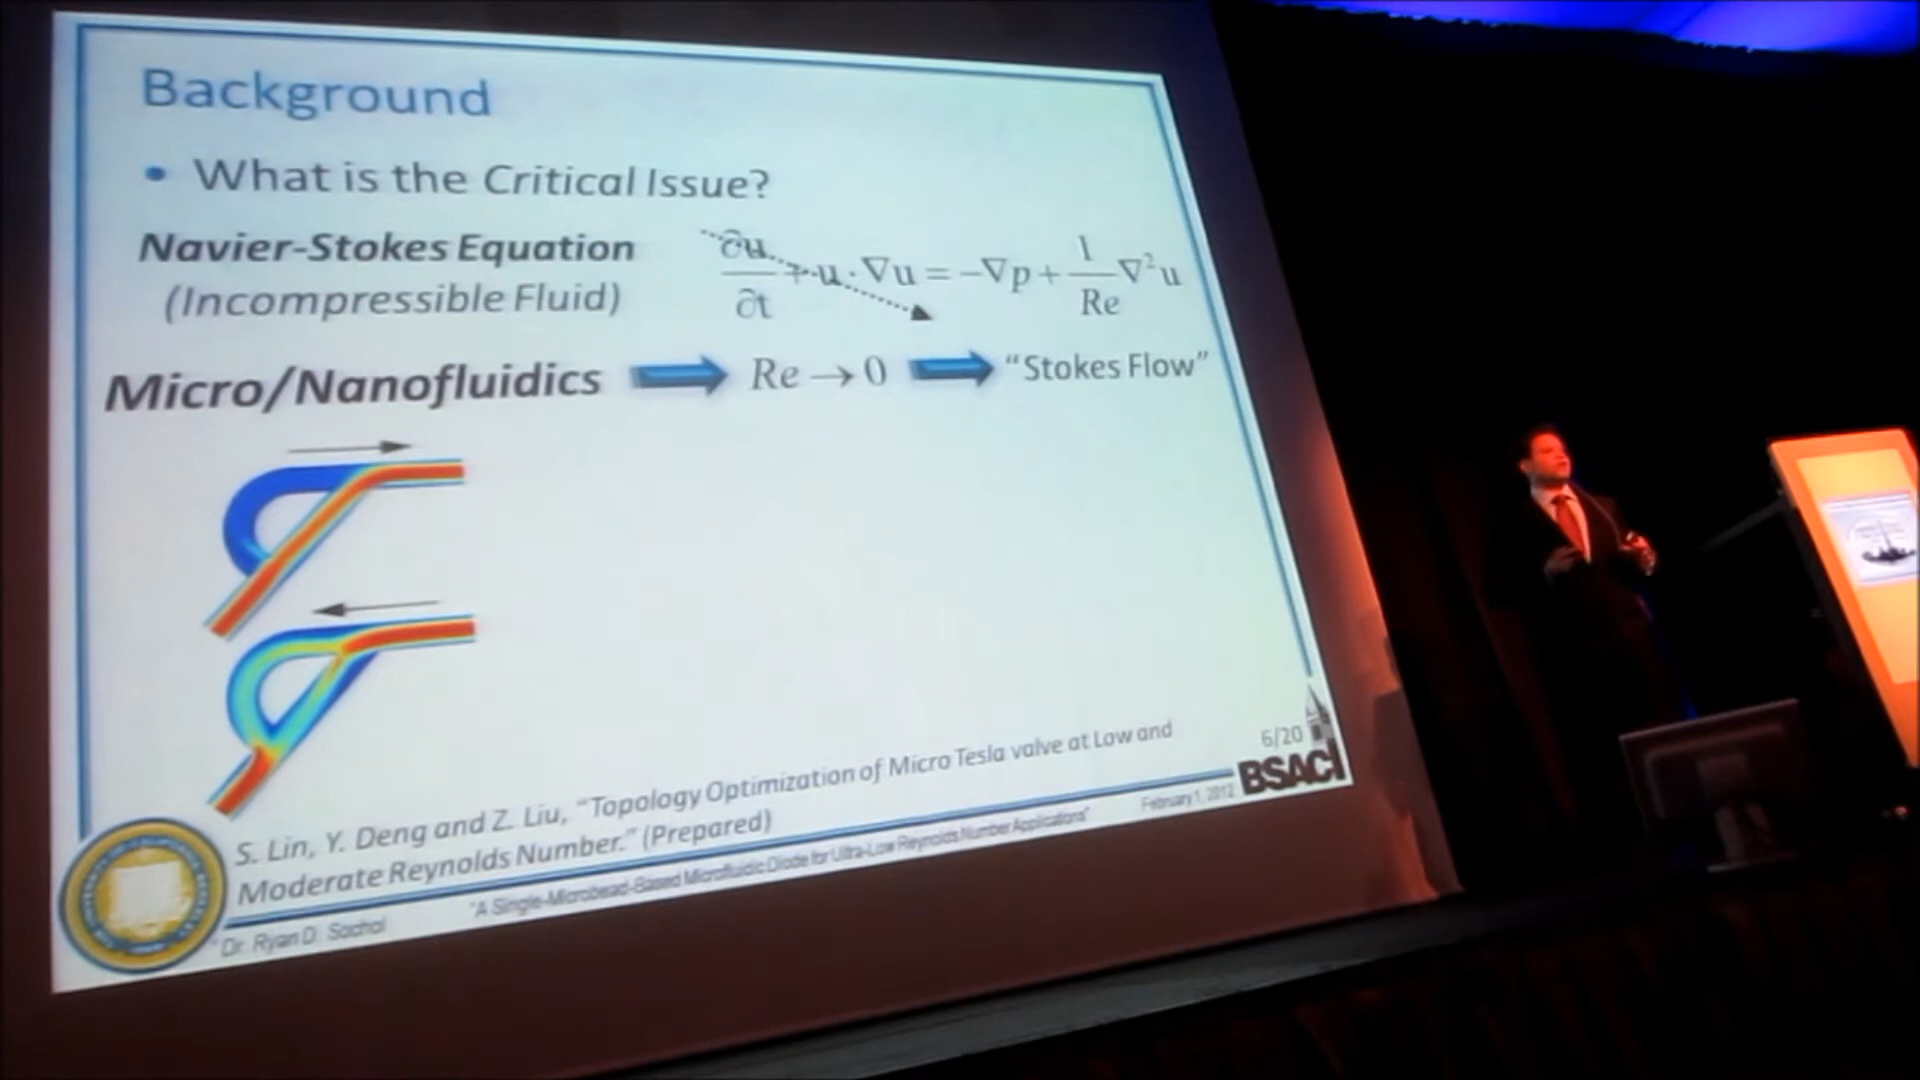 Background
• What is the Critical Issue?
Navier-Stokes Equation
(Incompressible Fluid)
∂u/∂t + u·∇u = −∇p + 1/Re ∇²u
Micro/Nanofluidics Re → 0 “Stokes Flow”
S. Lin, Y. Deng and Z. Liu, “Topology Optimization of Micro Tesla valve at Low and
Moderate Reynolds Number.” (Prepared)
6/20
BSAC
February 1, 2012
Dr. Ryan D. Sochol
“A Single-Microbead-Based Microfluidic Diode for Ultra-Low Reynolds Number Applications”